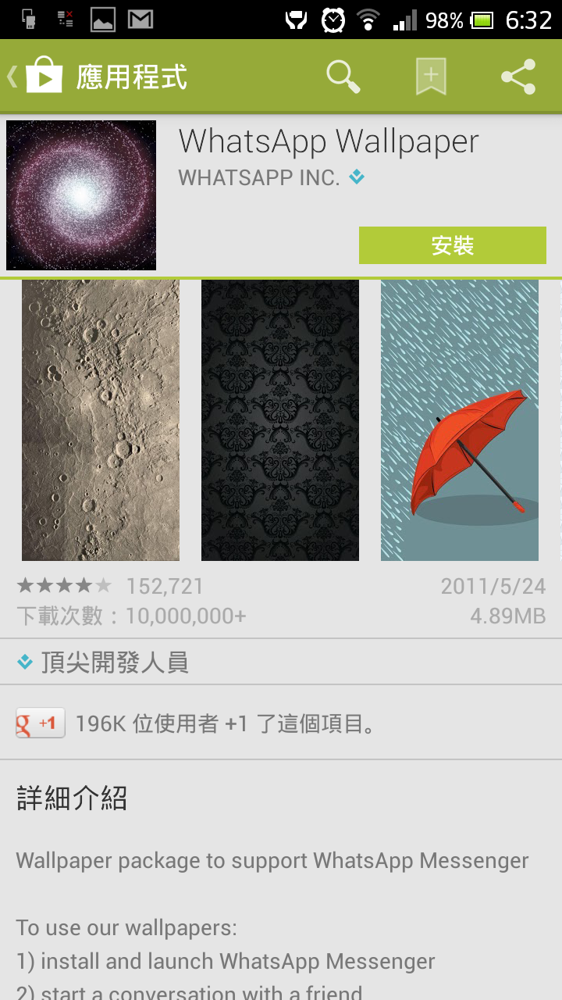 98% 6:32
應用程式
WhatsApp Wallpaper
WHATSAPP INC.
安裝
152,721 2011/5/24
下載次數：10,000,000+ 4.89MB
頂尖開發人員
g +1 196K 位使用者 +1 了這個項目。
詳細介紹
Wallpaper package to support WhatsApp Messenger
To use our wallpapers:
1) install and launch WhatsApp Messenger
2) start a conversation with a friend